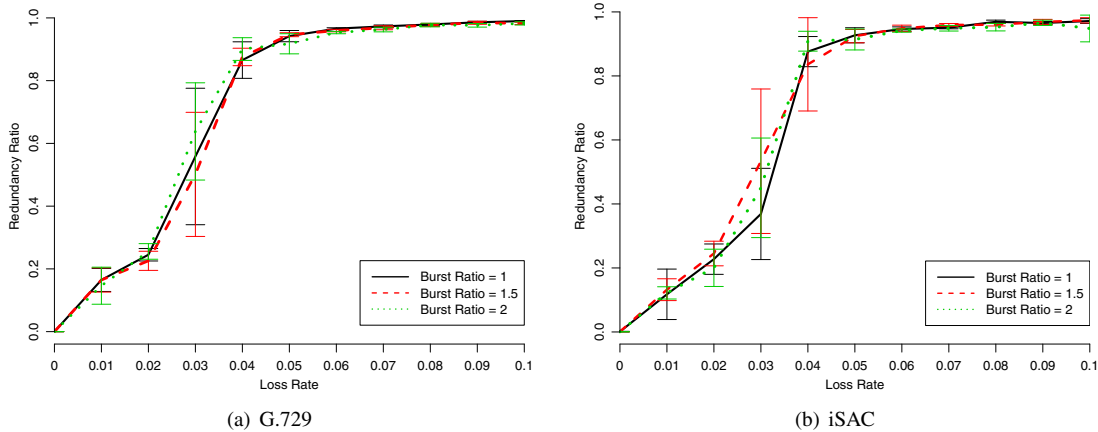 1.0
0.8
0.6
0.4
0.2
0.0
Redundancy Ratio
Burst Ratio = 1
Burst Ratio = 1.5
Burst Ratio = 2
0 0.01 0.02 0.03 0.04 0.05 0.06 0.07 0.08 0.09 0.1
Loss Rate
(a) G.729
1.0
0.8
0.6
0.4
0.2
0.0
Redundancy Ratio
Burst Ratio = 1
Burst Ratio = 1.5
Burst Ratio = 2
0 0.01 0.02 0.03 0.04 0.05 0.06 0.07 0.08 0.09 0.1
Loss Rate
(b) iSAC